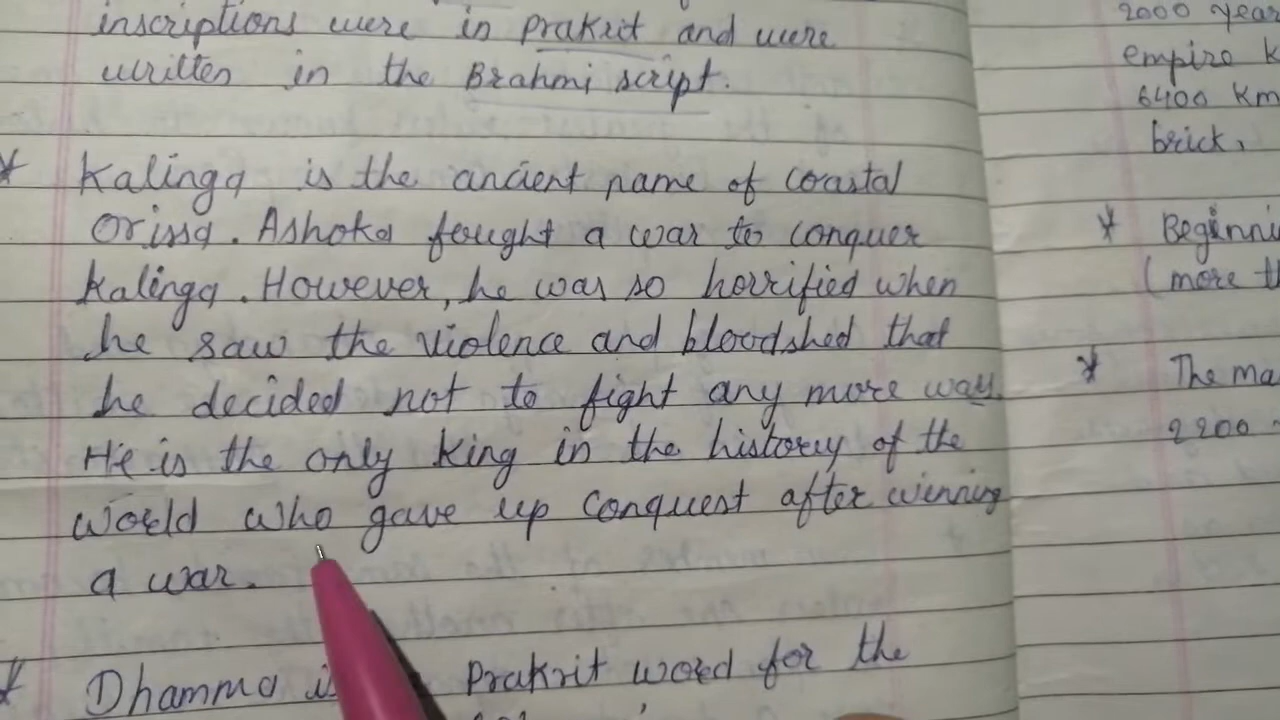 inscriptions were in prakrit and were
written in the Brahmi script.
* Kalinga is the ancient name of coastal
Orissa. Ashoka fought a war to conquer
Kalinga. However, he was so horrified when
he saw the violence and bloodshed that
he decided not to fight any more wars.
He is the only king in the history of the
world who gave up conquest after winning
a war.
* Dhamma Prakrit word for the
2000 year
empire
6400 Km
brick,
*
(more
* The
2200